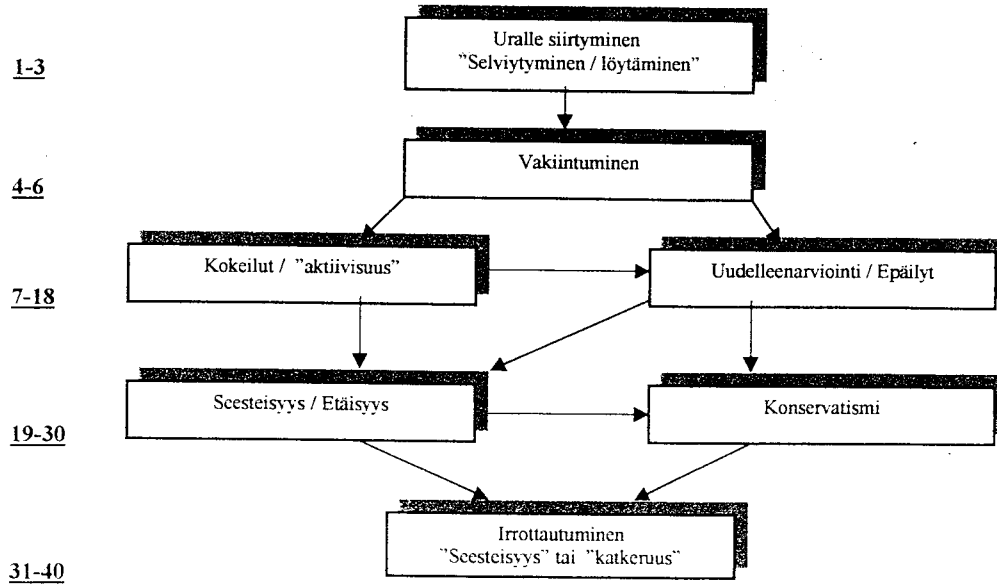 1-3
Uralle siirtyminen
”Selviytyminen / löytäminen”
4-6
Vakiintuminen
7-18
Kokeilut / ”aktiivisuus”
Uudelleenarviointi / Epäilyt
19-30
Seesteisyys / Etäisyys
Konservatismi
31-40
Irrottautuminen
”Seesteisyys” tai ”katkeruus”